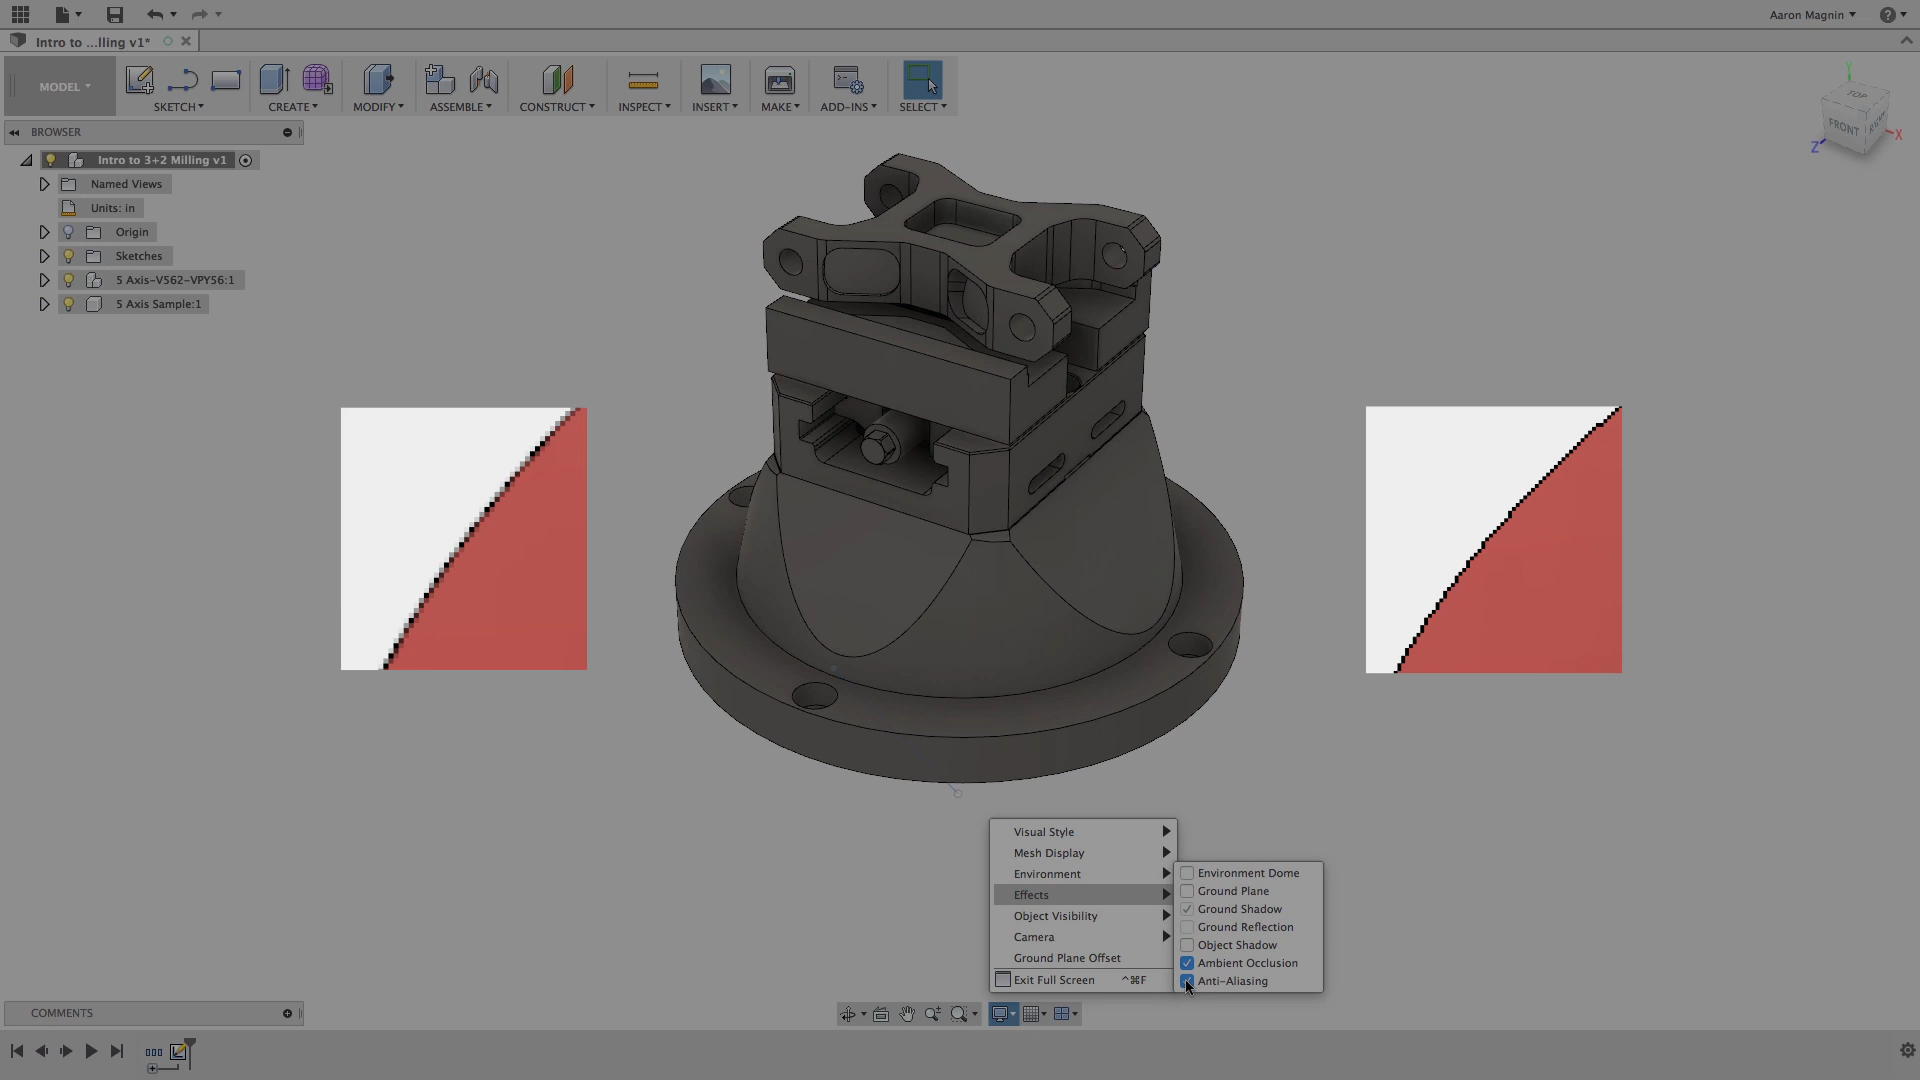 Aaron Magnin
Intro to ...lling v1*
MODEL
SKETCH
CREATE
MODIFY
ASSEMBLE
CONSTRUCT
INSPECT
INSERT
MAKE
ADD-INS
SELECT
TOP
FRONT
RIGHT
Y
X
Z
BROWSER
Intro to 3+2 Milling v1
Named Views
Units: in
Origin
Sketches
5 Axis-V562-VPY56:1
5 Axis Sample:1
Visual Style
Mesh Display
Environment
Effects
Object Visibility
Camera
Ground Plane Offset
Exit Full Screen ^⌘F
Environment Dome
Ground Plane
Ground Shadow
Ground Reflection
Object Shadow
Ambient Occlusion
Anti-Aliasing
COMMENTS